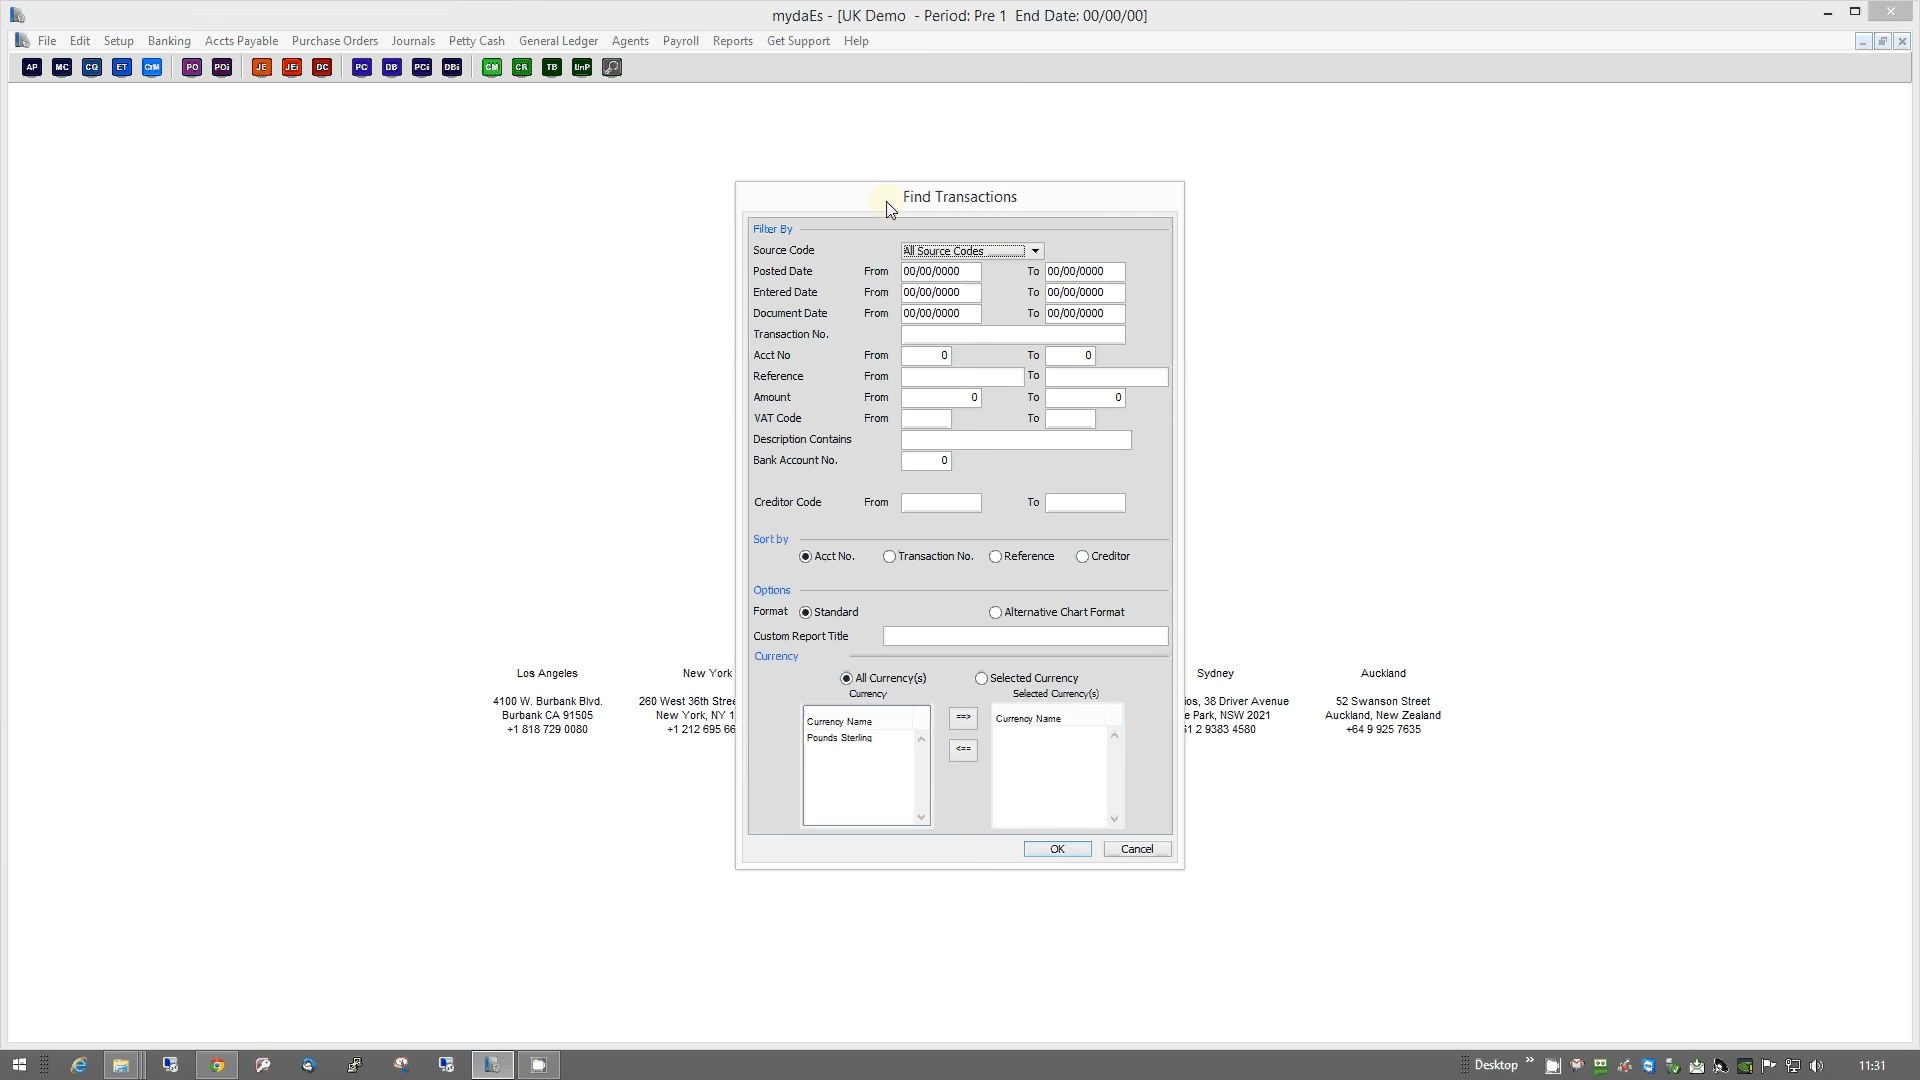 mydaEs - [UK Demo - Period: Pre 1 End Date: 00/00/00]
File Edit Setup Banking Accts Payable Purchase Orders Journals Petty Cash General Ledger Agents Payroll Reports Get Support Help
AP MC CQ ET CrM PO POi JE JEi DC PC DB PCi DBi CM CR TB UnP
Find Transactions
Filter By
Source Code All Source Codes
Posted Date From 00/00/0000 To 00/00/0000
Entered Date From 00/00/0000 To 00/00/0000
Document Date From 00/00/0000 To 00/00/0000
Transaction No.
Acct No From 0 To 0
Reference From To
Amount From 0 To 0
VAT Code From To
Description Contains
Bank Account No. 0
Creditor Code From To
Sort by
Acct No. Transaction No. Reference Creditor
Options
Format Standard Alternative Chart Format
Custom Report Title
Currency
All Currency(s) Selected Currency
Currency Selected Currency(s)
Currency Name Currency Name
Pounds Sterling
==>
<==
OK Cancel
Los Angeles New York Sydney Auckland
4100 W. Burbank Blvd. 260 West 36th Stre ios, 38 Driver Avenue 52 Swanson Street
Burbank CA 91505 New York, NY 1 e Park, NSW 2021 Auckland, New Zealand
+1 818 729 0080 +1 212 695 66 51 2 9383 4580 +64 9 925 7635
Desktop 11:31